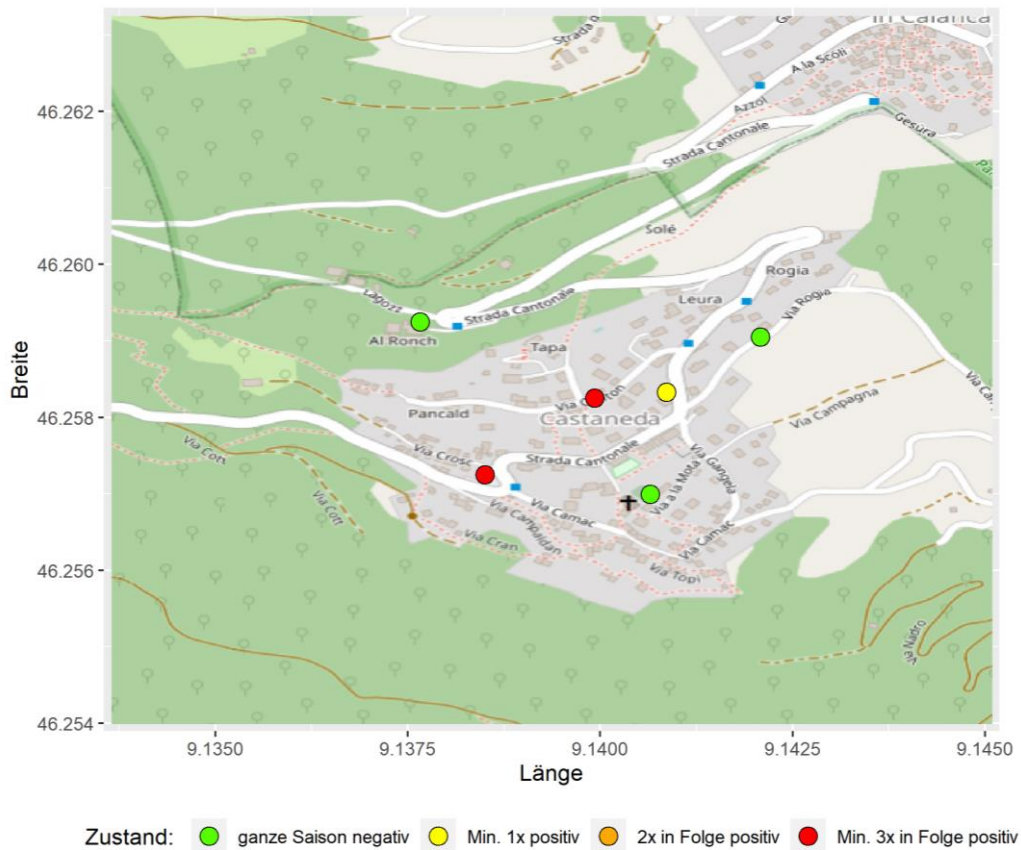 in Calanca
Strada
A la Scoli
46.262
Azzol
Gesura
Strada Cantonale
Solé
46.260
Rogia
Lagozz
Leura
Via Rogia
Strada Cantonale
Al Ronch
Tapa
Via
Pancald
Via Campagna
46.258
Castaneda
Via Crosc
Strada Cantonale
Via Cott
Via Gangela
Via a la Mota
Via Cott
Via Camac
Via Campaldan
Via Cran
Via Camac
46.256
Via Topi
Via Nadro
46.254
9.1350
9.1375
9.1400
9.1425
9.1450
Breite
Länge
Zustand:
ganze Saison negativ
Min. 1x positiv
2x in Folge positiv
Min. 3x in Folge positiv